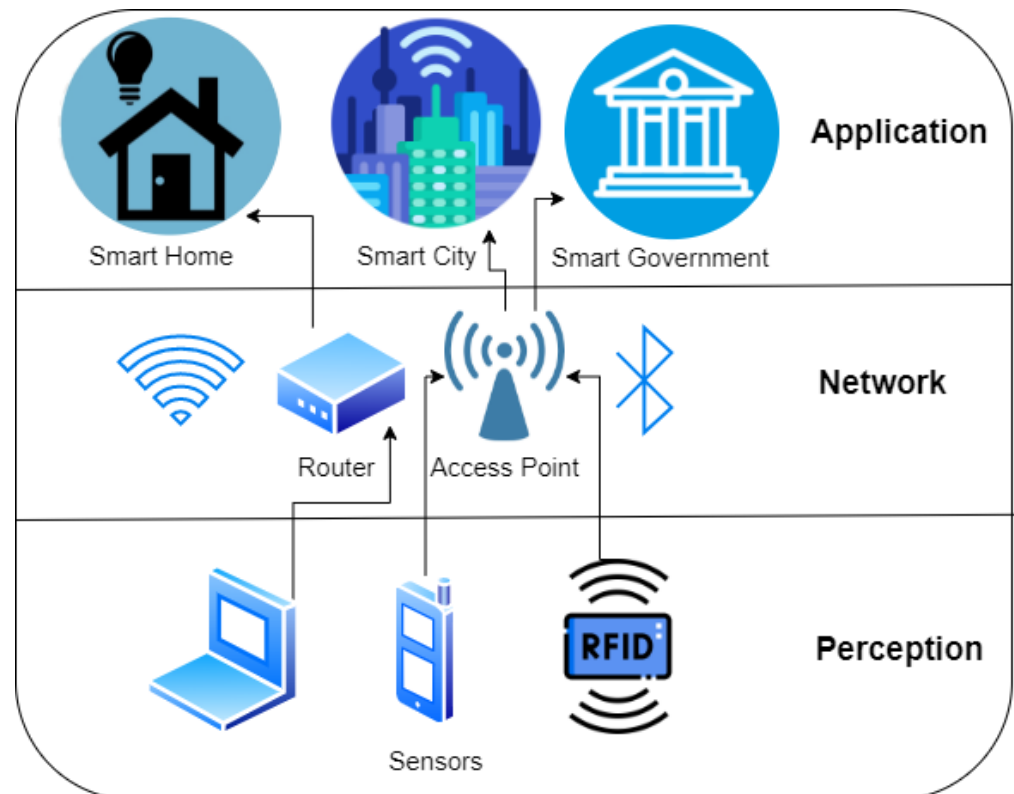 Smart Home
Smart City
Smart Government
Application
Router
Access Point
Network
RFID
Sensors
Perception